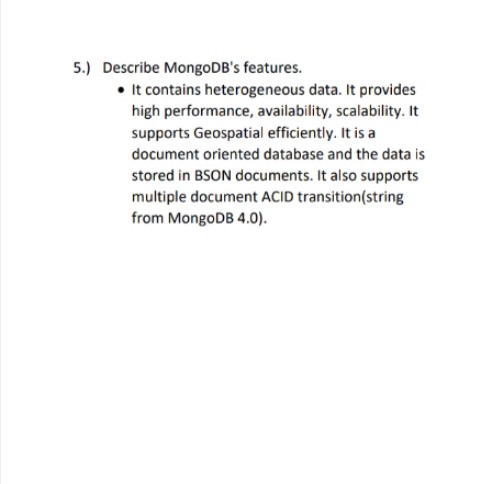 5.) Describe MongoDB's features.
• It contains heterogeneous data. It provides
high performance, availability, scalability. It
supports Geospatial efficiently. It is a
document oriented database and the data is
stored in BSON documents. It also supports
multiple document ACID transition(string
from MongoDB 4.0).